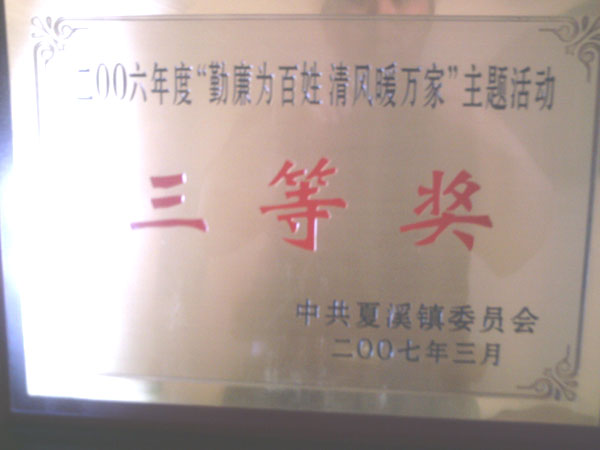 二00六年度“勤廉为百姓 清风暖万家”主题活动
三等奖
中共夏溪镇委员会
二00七年三月